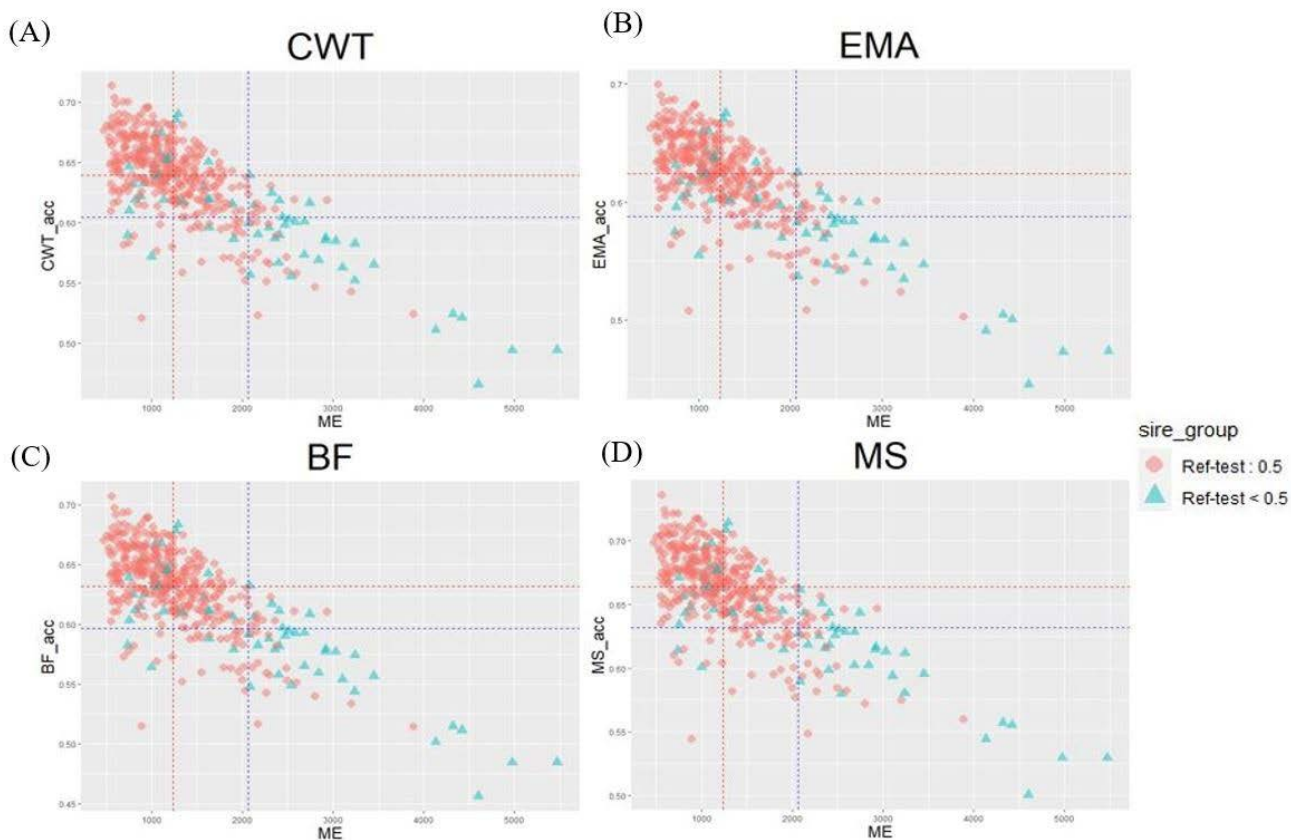 (A)
CWT
CWT_acc
0.70
0.65
0.60
0.55
0.50
1000 2000 3000 4000 5000
ME
(B)
EMA
EMA_acc
0.7
0.6
0.5
1000 2000 3000 4000 5000
ME
(C)
BF
BF_acc
0.70
0.65
0.60
0.55
0.50
0.45
1000 2000 3000 4000 5000
ME
(D)
MS
MS_acc
0.70
0.65
0.60
0.55
0.50
1000 2000 3000 4000 5000
ME
sire_group
Ref-test : 0.5
Ref-test < 0.5